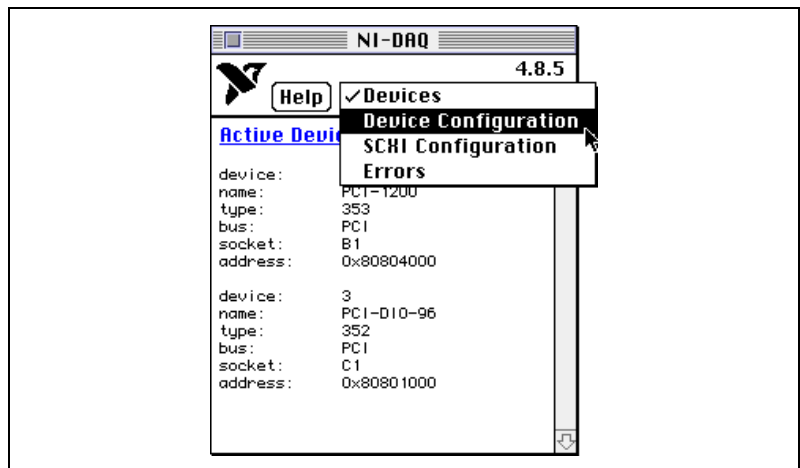 NI-DAQ
4.8.5
Help
✓Devices
Device Configuration
SCXI Configuration
Errors
Active
device:
name: PCI-1200
type: 353
bus: PCI
socket: B1
address: 0x80804000
device: 3
name: PCI-DIO-96
type: 352
bus: PCI
socket: C1
address: 0x80801000